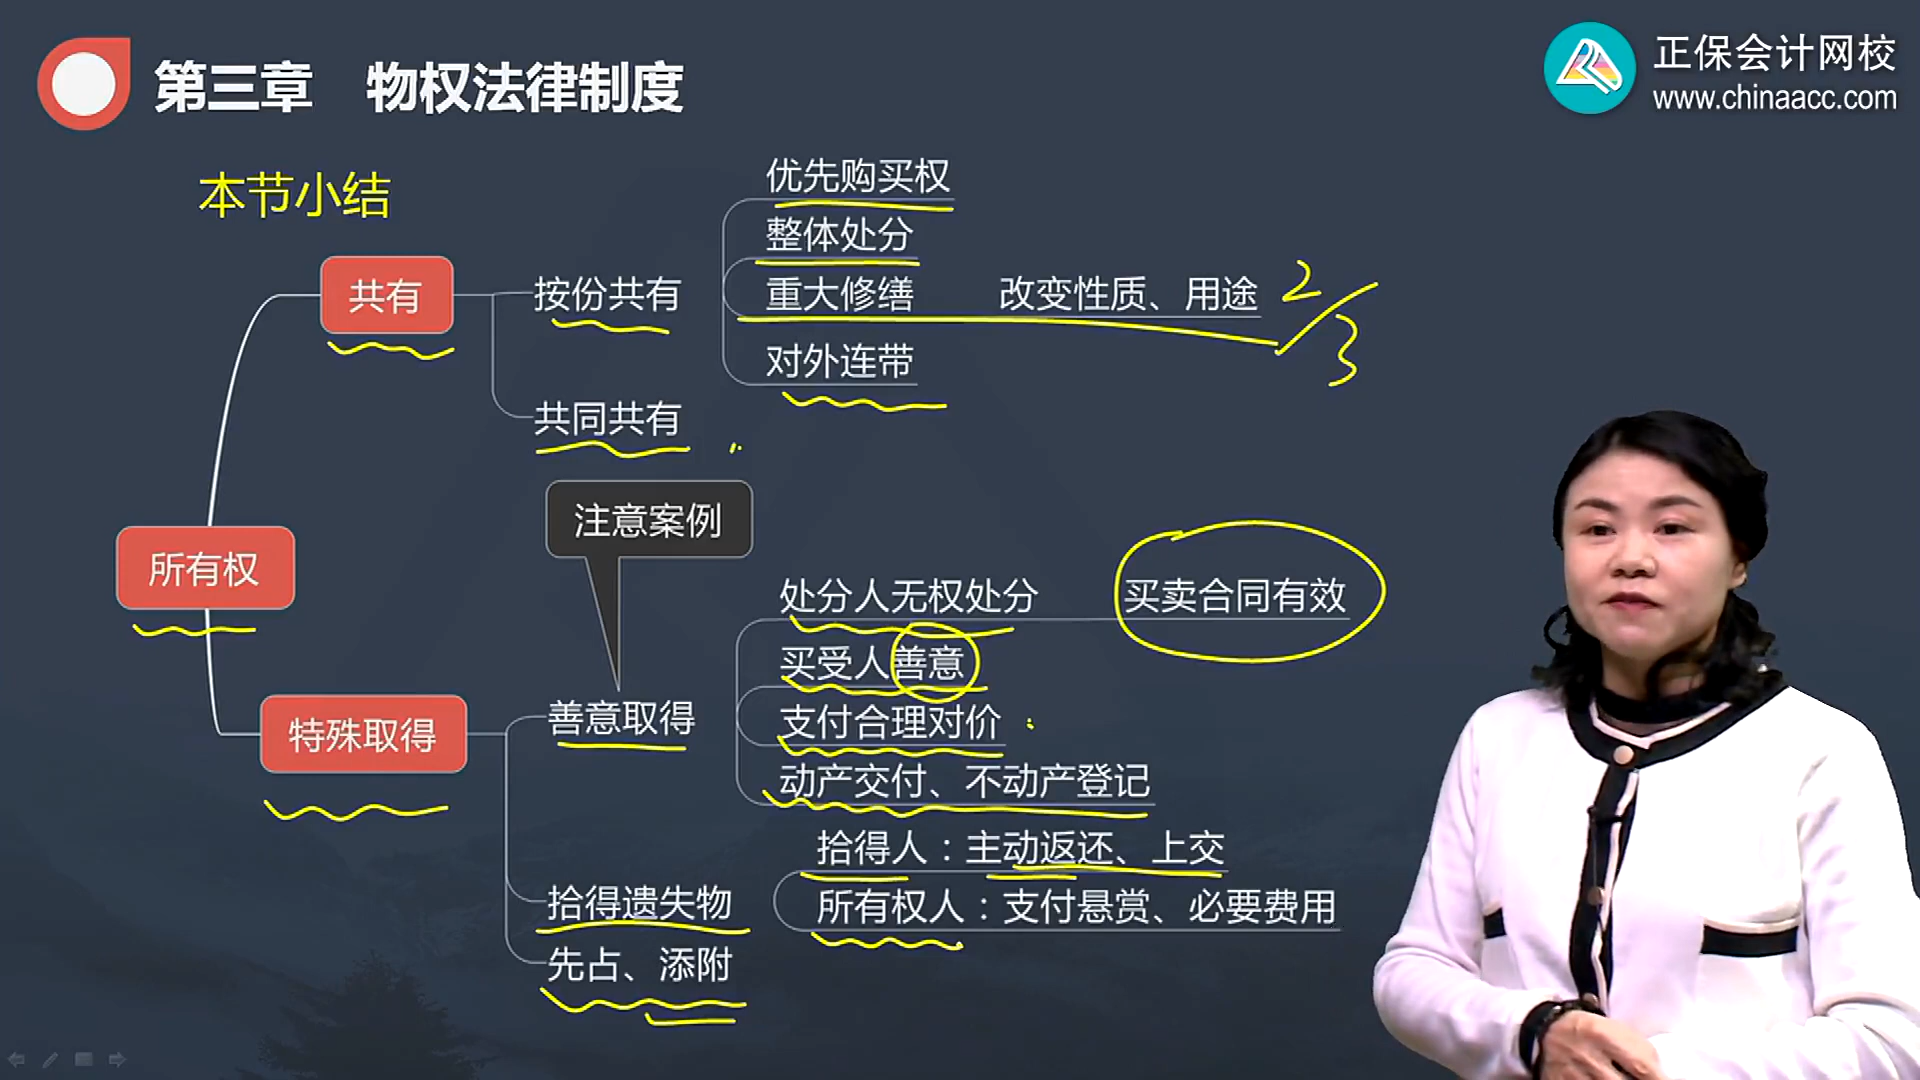 第三章 物权法律制度
正保会计网校
www.chinaacc.com
本节小结
优先购买权
整体处分
共有
按份共有
重大修缮 改变性质、用途 2/3
对外连带
共同共有
注意案例
所有权
处分人无权处分 买卖合同有效
买受人善意
特殊取得
善意取得
支付合理对价
动产交付、不动产登记
拾得人：主动返还、上交
拾得遗失物
所有权人：支付悬赏、必要费用
先占、添附